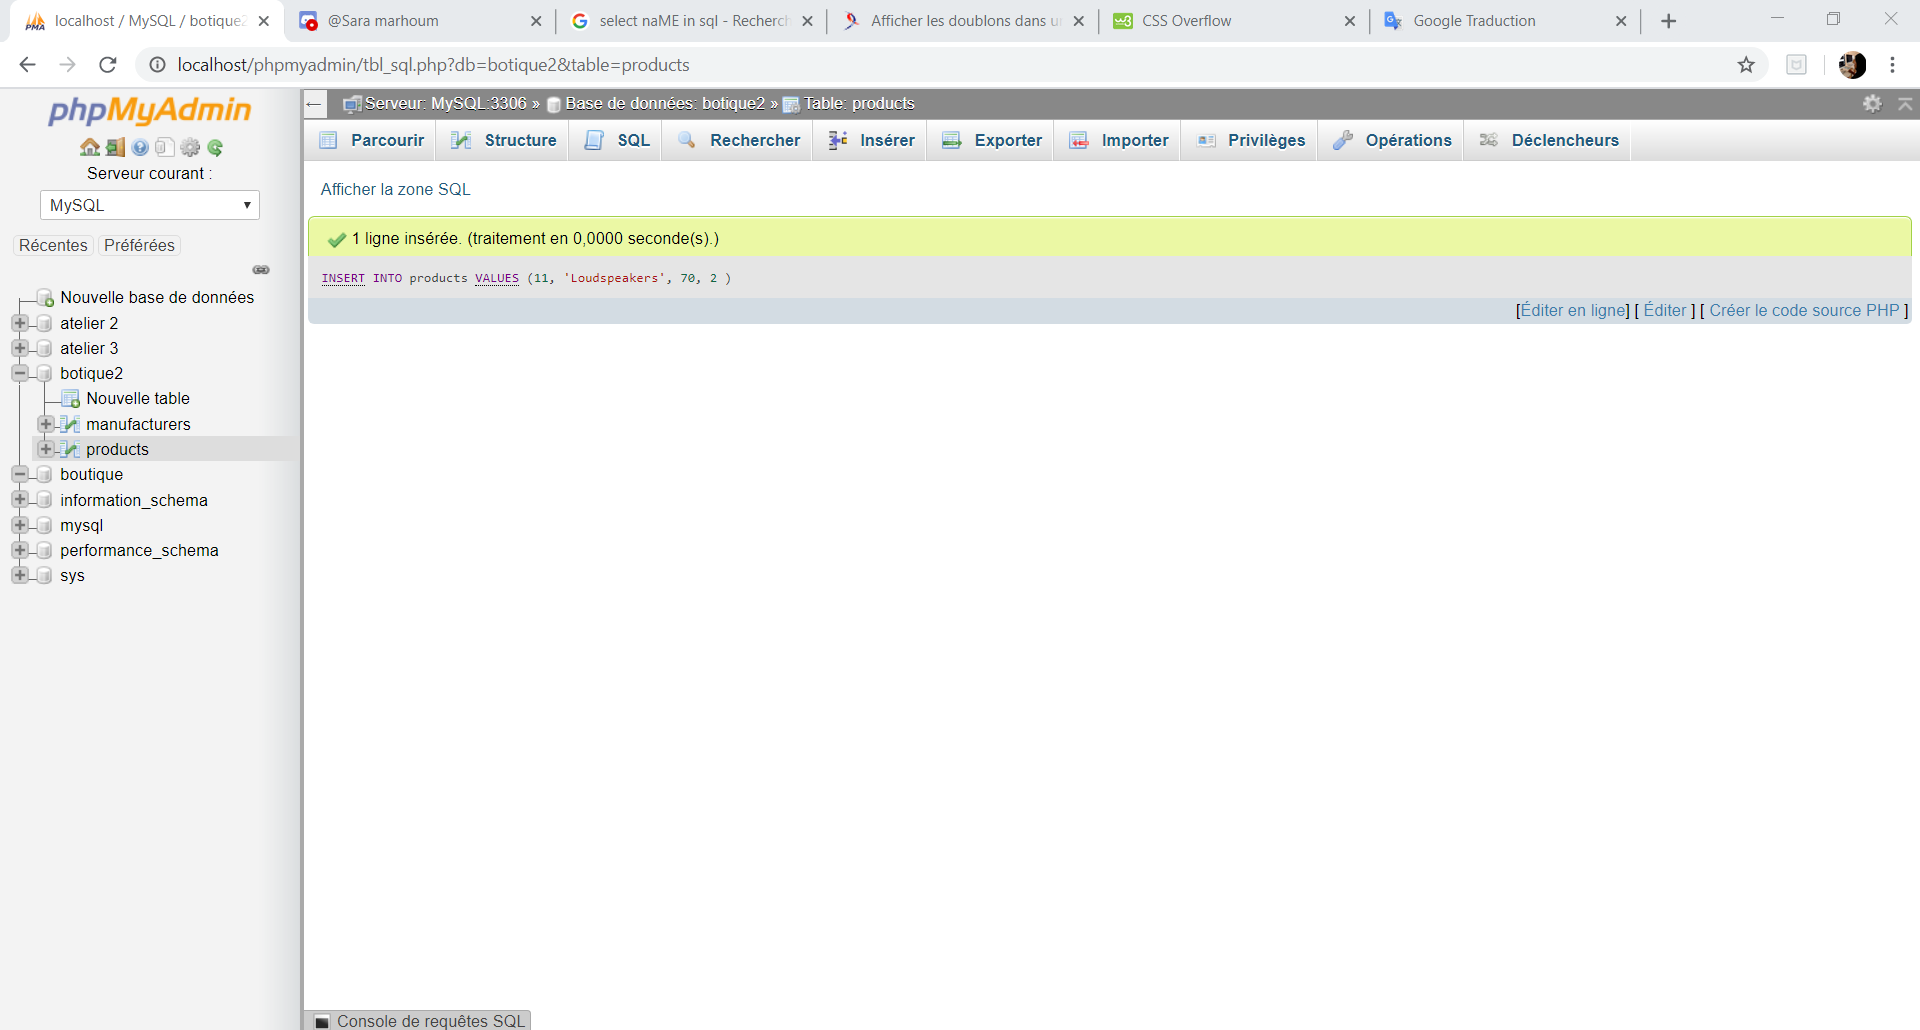 localhost / MySQL / botique2
@Sara marhoum
select naME in sql - Recherch
Afficher les doublons dans u
CSS Overflow
Google Traduction
localhost/phpmyadmin/tbl_sql.php?db=botique2&table=products
phpMyAdmin
Serveur courant :
MySQL
Récentes Préférées
Nouvelle base de données
atelier 2
atelier 3
botique2
Nouvelle table
manufacturers
products
boutique
information_schema
mysql
performance_schema
sys
Serveur: MySQL:3306 » Base de données: botique2 » Table: products
Parcourir Structure SQL Rechercher Insérer Exporter Importer Privilèges Opérations Déclencheurs
Afficher la zone SQL
1 ligne insérée. (traitement en 0,0000 seconde(s).)
INSERT INTO products VALUES (11, 'Loudspeakers', 70, 2 )
[Éditer en ligne] [ Éditer ] [ Créer le code source PHP ]
Console de requêtes SQL